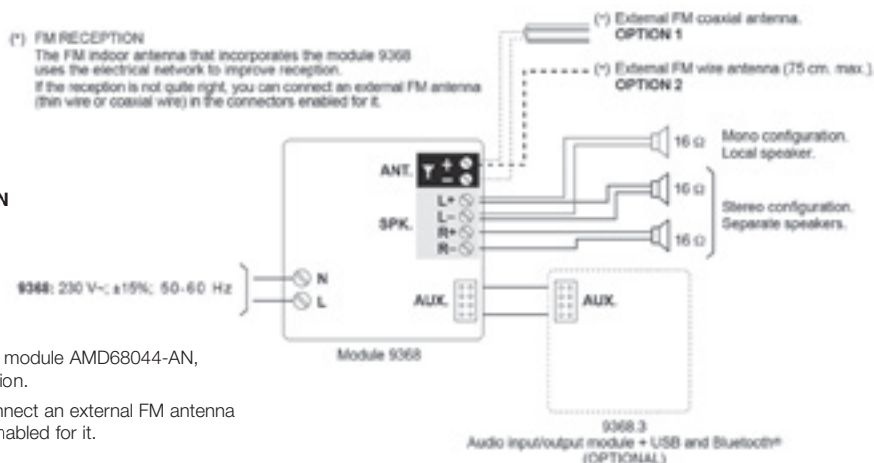 (*) FM RECEPTION
The FM indoor antenna that incorporates the module 9368
uses the electrical network to improve reception.
If the reception is not quite right, you can connect an external FM antenna
(thin wire or coaxial wire) in the connectors enabled for it.
(*) External FM coaxial antenna.
OPTION 1
(*) External FM wire antenna (75 cm. max.)
OPTION 2
ANT.
+
−
SPK.
L+
L−
R+
R−
16 Ω
Mono configuration.
Local speaker.
16 Ω
16 Ω
Stereo configuration.
Separate speakers.
N
9368: 230 V~; ±15%; 50-60 Hz
N
L
AUX.
AUX.
Module 9368
module AMD68044-AN,
ion.
nnect an external FM antenna
nabled for it.
9368.3
Audio input/output module + USB and Bluetooth®
(OPTIONAL)